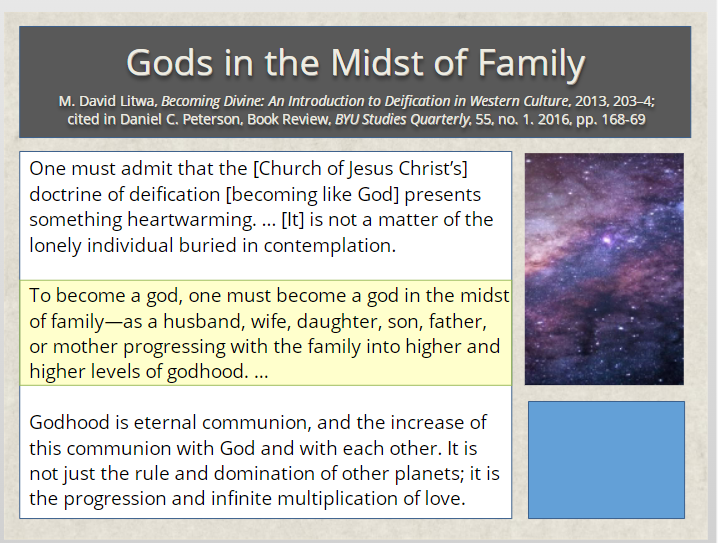 Gods in the Midst of Family
M. David Litwa, Becoming Divine: An Introduction to Deification in Western Culture, 2013, 203–4;
cited in Daniel C. Peterson, Book Review, BYU Studies Quarterly. 55, no. 1. 2016, pp. 168-69
One must admit that the [Church of Jesus Christ’s]
doctrine of deification [becoming like God] presents
something heartwarming. … [It] is not a matter of the
lonely individual buried in contemplation.
To become a god, one must become a god in the midst
of family—as a husband, wife, daughter, son, father,
or mother progressing with the family into higher and
higher levels of godhood. …
Godhood is eternal communion, and the increase of
this communion with God and with each other. It is
not just the rule and domination of other planets; it is
the progression and infinite multiplication of love.